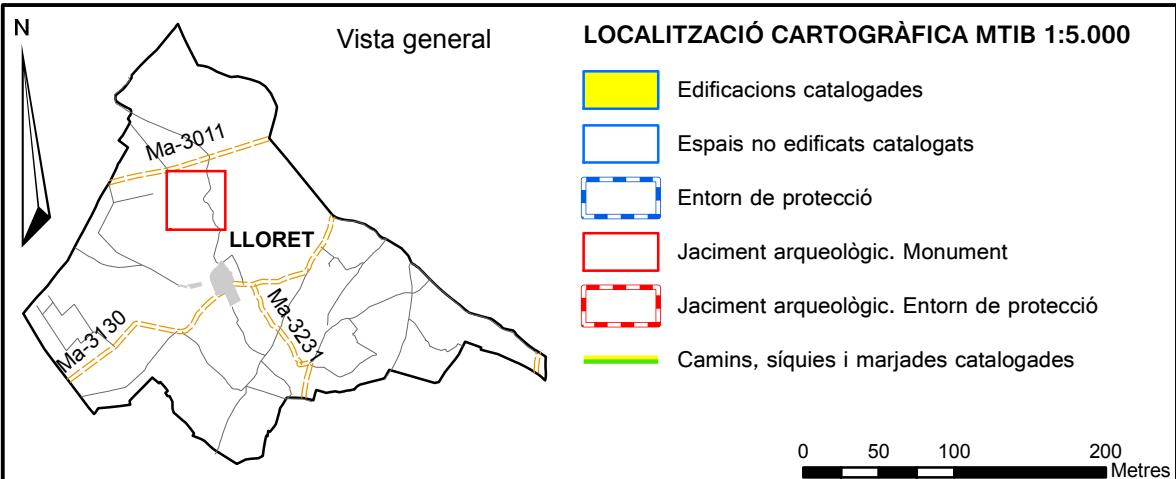 N
Vista general
Ma-3011
LLORET
Ma-3130
Ma-3231
LOCALITZACIÓ CARTOGRÀFICA MTIB 1:5.000
Edificacions catalogades
Espais no edificats catalogats
Entorn de protecció
Jaciment arqueològic. Monument
Jaciment arqueològic. Entorn de protecció
Camins, síquies i marjades catalogades
0 50 100 200
Metres